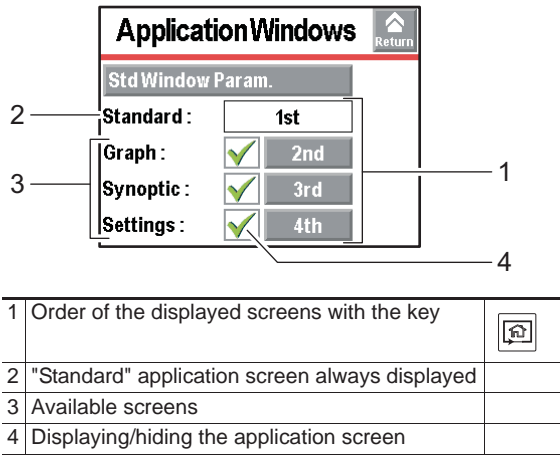 Application Windows
Return
Std Window Param.
2
Standard :
1st
Graph :
2nd
3
Synoptic :
3rd
1
Settings :
4th
4
1 Order of the displayed screens with the key
2 "Standard" application screen always displayed
3 Available screens
4 Displaying/hiding the application screen